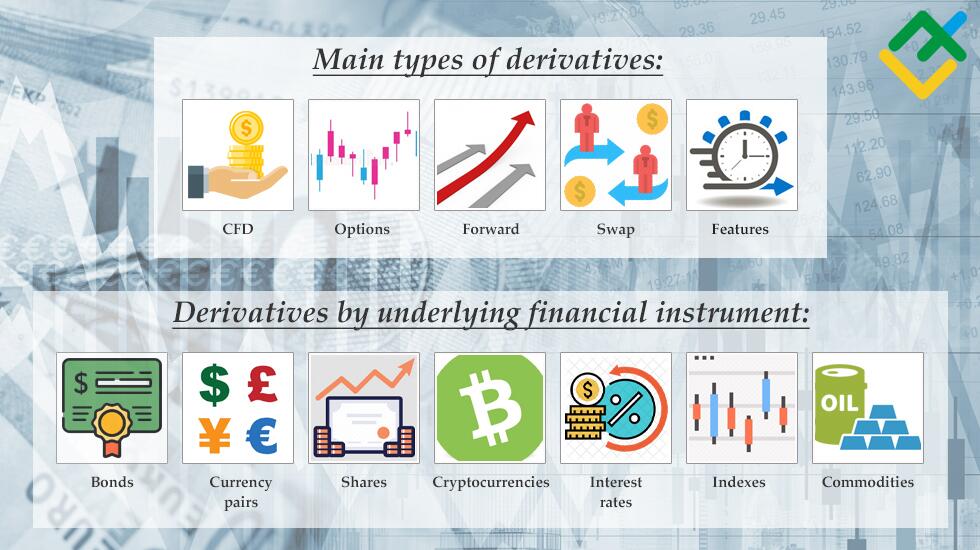 Main types of derivatives:
CFD
Options
Forward
Swap
Features
Derivatives by underlying financial instrument:
$
$ £
¥ €
OIL
Bonds
Currency
pairs
Shares
Cryptocurrencies
Interest
rates
Indexes
Commodities